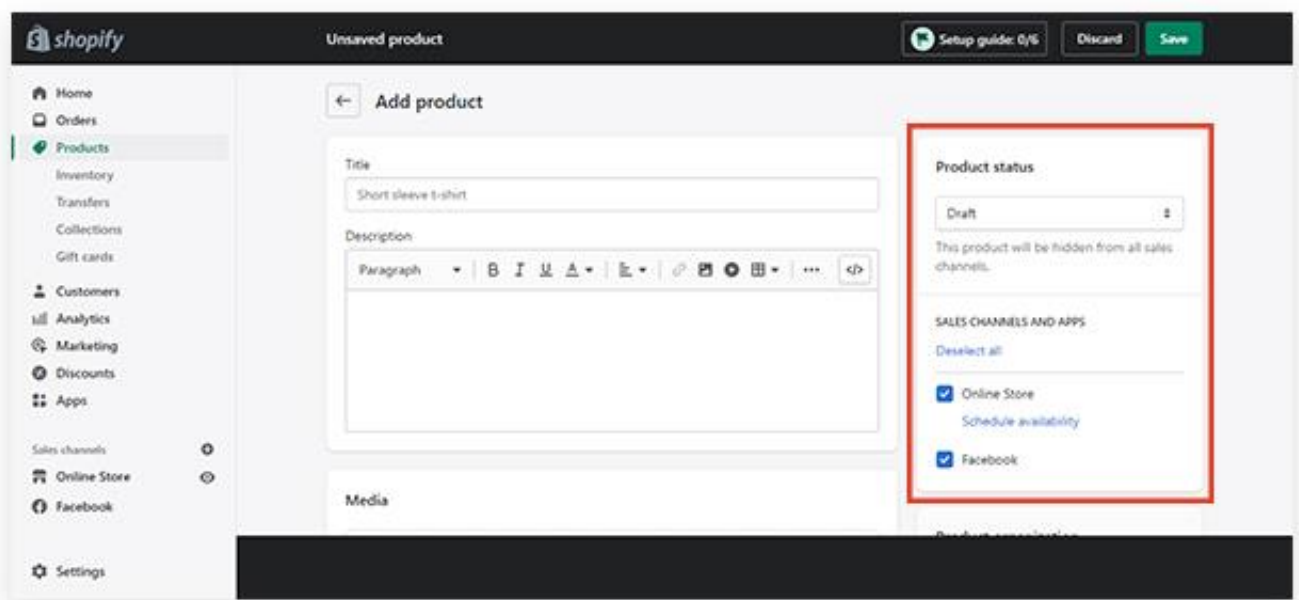 shopify
Unsaved product
Setup guide: 0/6
Discard
Save
Home
Orders
Products
Inventory
Transfers
Collections
Gift cards
Customers
Analytics
Marketing
Discounts
Apps
Sales channels
Online Store
Facebook
Settings
Add product
Title
Short sleeve t-shirt
Description
Paragraph B I U A </>
Media
Product status
Draft
This product will be hidden from all sales
channels.
SALES CHANNELS AND APPS
Deselect all
Online Store
Schedule availability
Facebook
Product organization